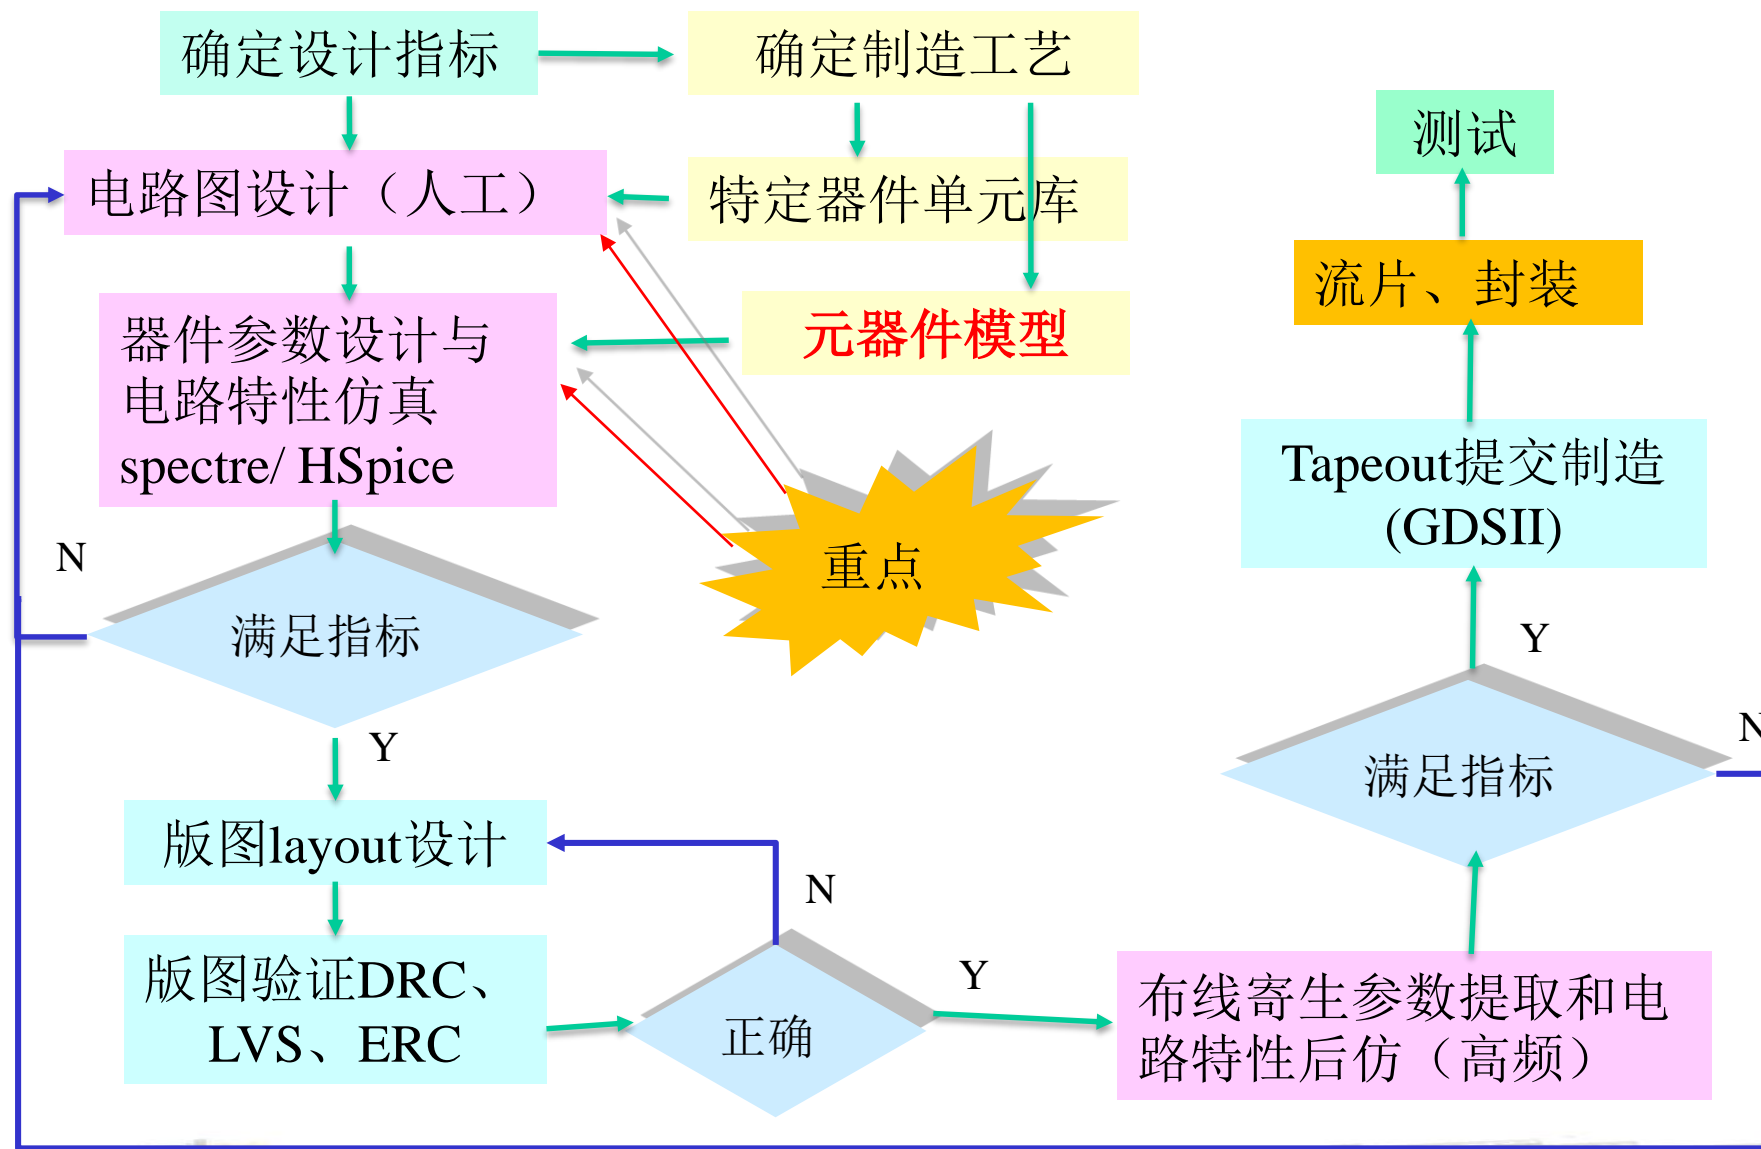 确定设计指标
确定制造工艺
电路图设计（人工）
特定器件单元库
器件参数设计与
电路特性仿真
spectre/ HSpice
元器件模型
重点
N
满足指标
Y
版图layout设计
版图验证DRC、
LVS、ERC
N
正确
Y
布线寄生参数提取和电
路特性后仿（高频）
满足指标
N
Y
Tapeout提交制造
(GDSII)
流片、封装
测试